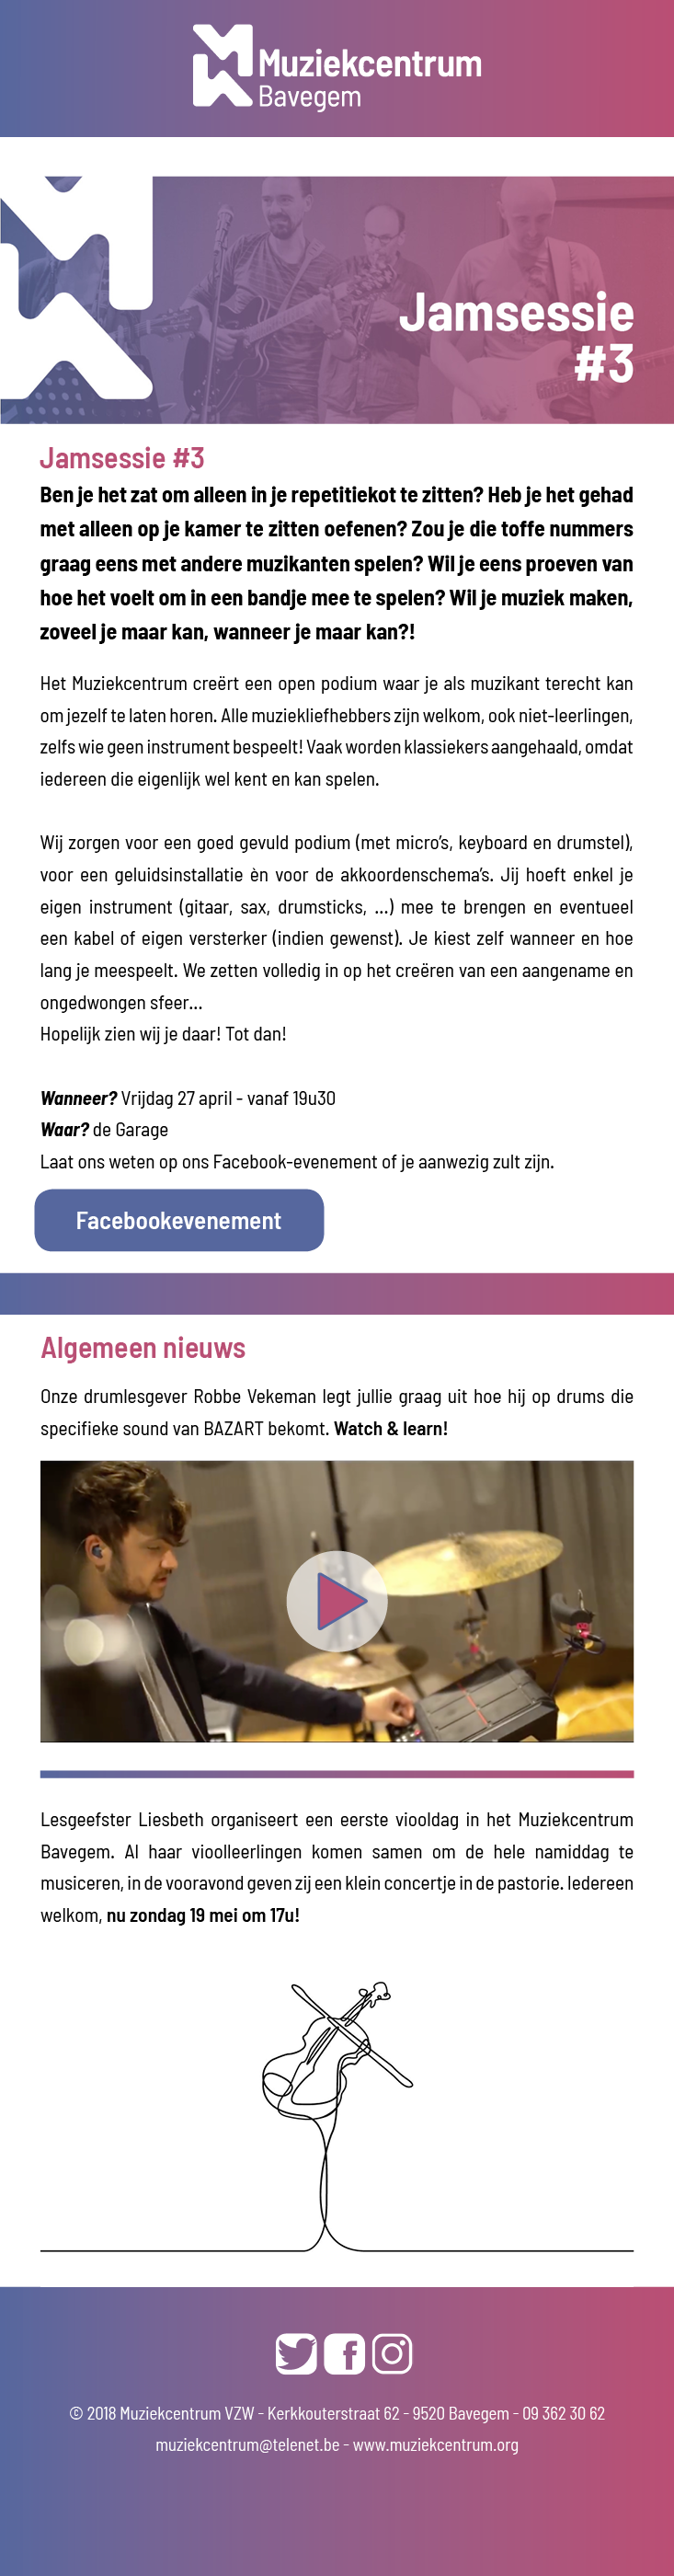 Muziekcentrum
Bavegem
Jamsessie
#3
Jamsessie #3
Ben je het zat om alleen in je repetitiekot te zitten? Heb je het gehad
met alleen op je kamer te zitten oefenen? Zou je die toffe nummers
graag eens met andere muzikanten spelen? Wil je eens proeven van
hoe het voelt om in een bandje mee te spelen? Wil je muziek maken,
zoveel je maar kan, wanneer je maar kan?!
Het Muziekcentrum creërt een open podium waar je als muzikant terecht kan
om jezelf te laten horen. Alle muziekliefhebbers zijn welkom, ook niet-leerlingen,
zelfs wie geen instrument bespeelt! Vaak worden klassiekers aangehaald, omdat
iedereen die eigenlijk wel kent en kan spelen.
Wij zorgen voor een goed gevuld podium (met micro’s, keyboard en drumstel),
voor een geluidsinstallatie èn voor de akkoordenschema’s. Jij hoeft enkel je
eigen instrument (gitaar, sax, drumsticks, ...) mee te brengen en eventueel
een kabel of eigen versterker (indien gewenst). Je kiest zelf wanneer en hoe
lang je meespeelt. We zetten volledig in op het creëren van een aangename en
ongedwongen sfeer...
Hopelijk zien wij je daar! Tot dan!
Wanneer? Vrijdag 27 april - vanaf 19u30
Waar? de Garage
Laat ons weten op ons Facebook-evenement of je aanwezig zult zijn.
Facebookevenement
Algemeen nieuws
Onze drumlesgever Robbe Vekeman legt jullie graag uit hoe hij op drums die
specifieke sound van BAZART bekomt. Watch & learn!
Lesgeefster Liesbeth organiseert een eerste viooldag in het Muziekcentrum
Bavegem. Al haar vioolleerlingen komen samen om de hele namiddag te
musiceren, in de vooravond geven zij een klein concertje in de pastorie. Iedereen
welkom, nu zondag 19 mei om 17u!
© 2018 Muziekcentrum VZW - Kerkkouterstraat 62 - 9520 Bavegem - 09 362 30 62
muziekcentrum@telenet.be - www.muziekcentrum.org